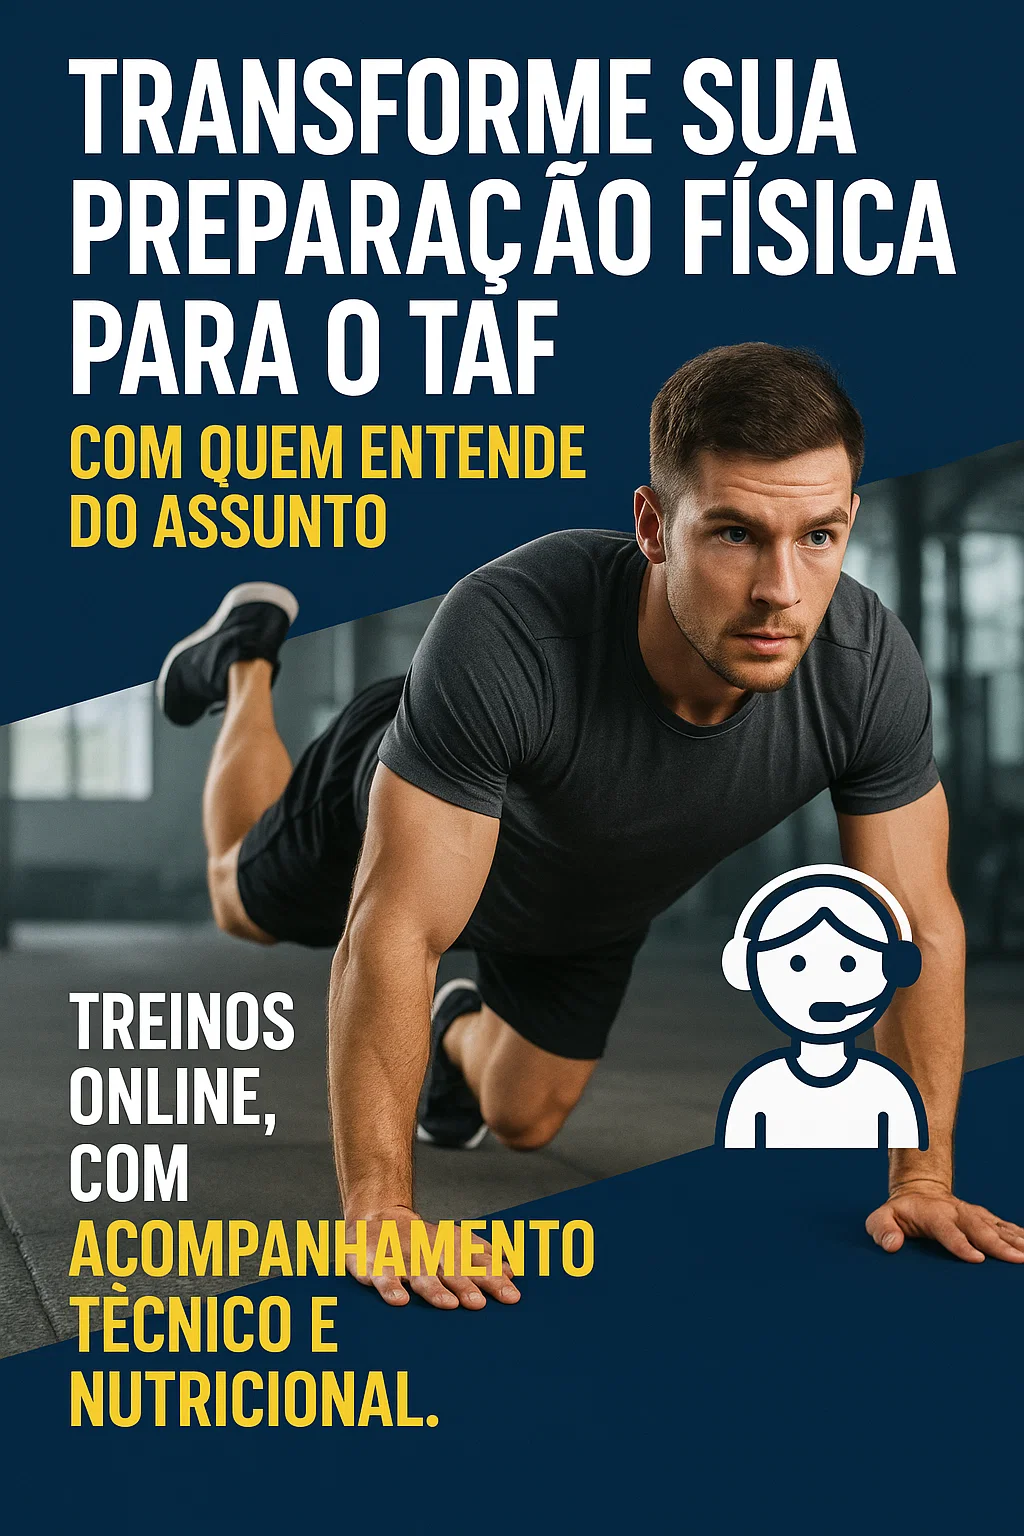 TRANSFORME SUA
PREPARAÇÃO FÍSICA
PARA O TAF
COM QUEM ENTENDE
DO ASSUNTO
TREINOS
ONLINE,
COM
ACOMPANHAMENTO
TÈCNICO E
NUTRICIONAL.